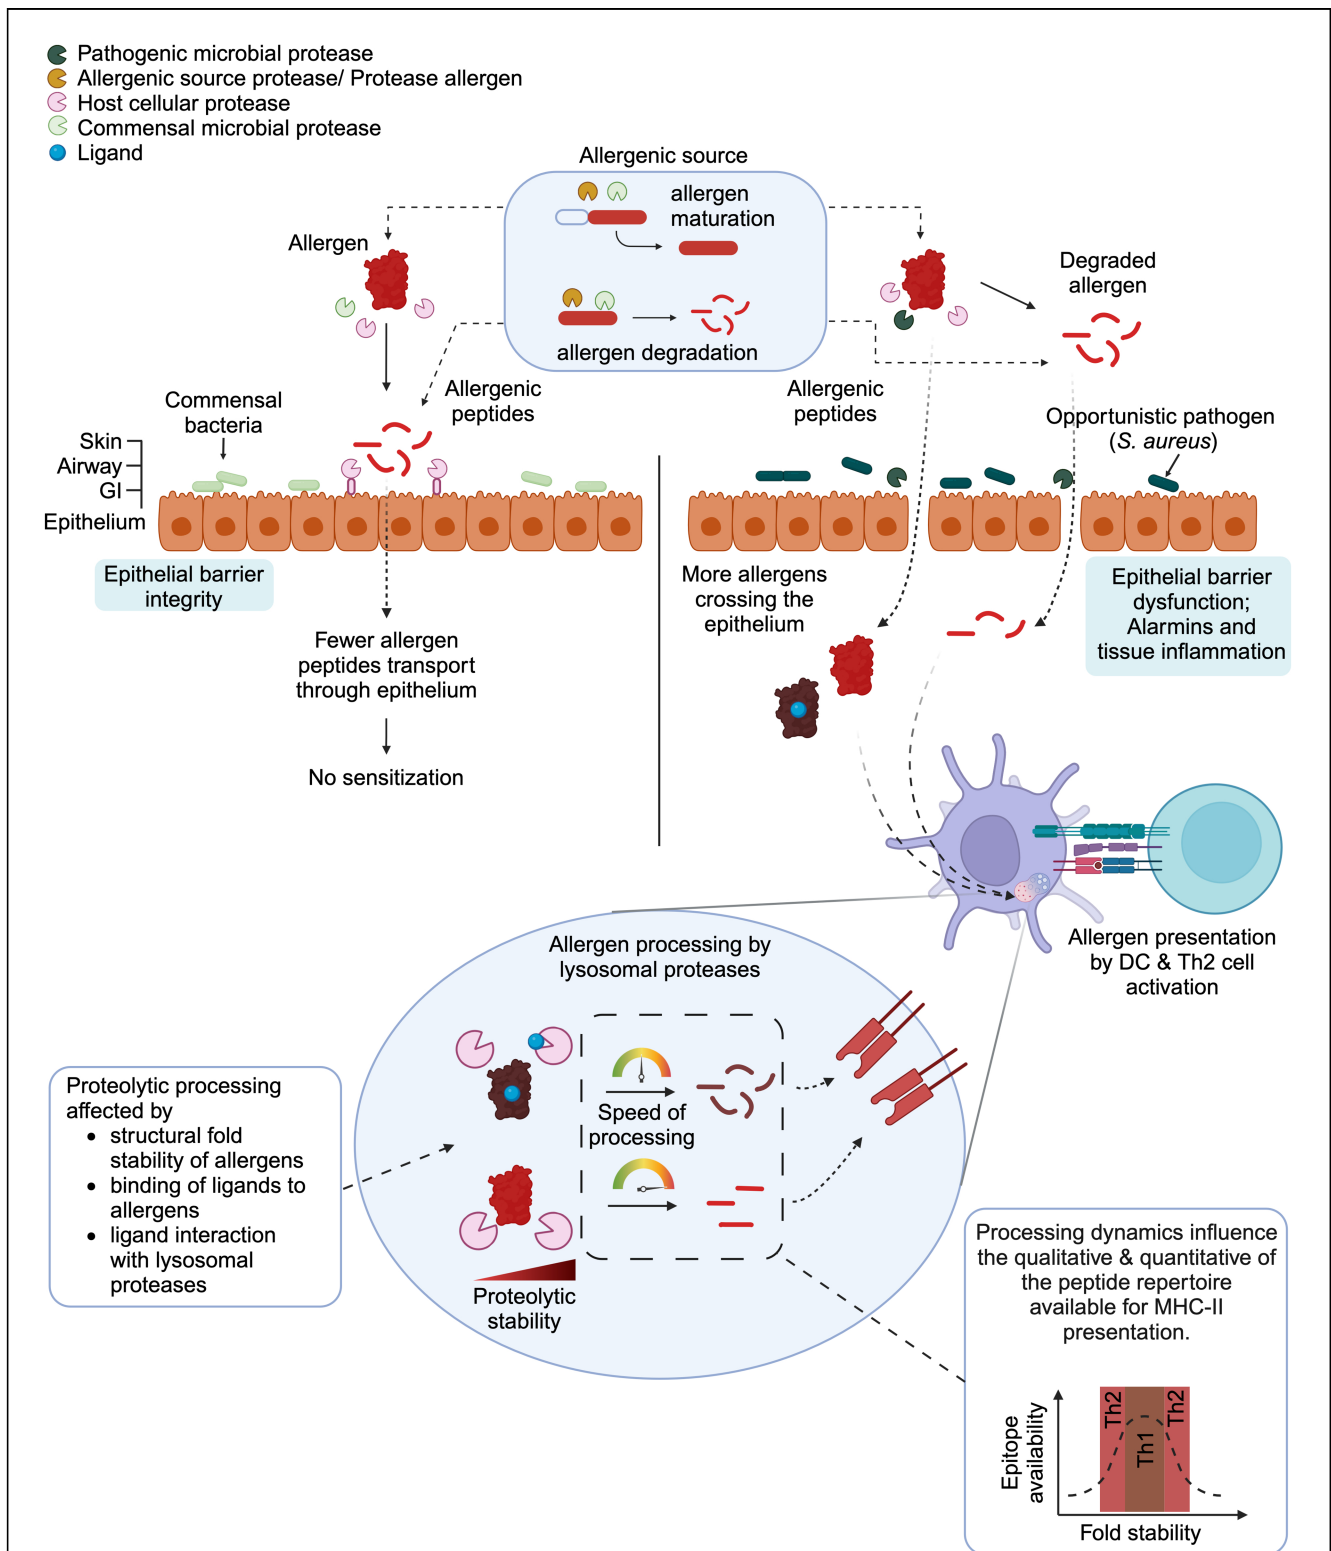 Pathogenic microbial protease
Allergenic source protease/ Protease allergen
Host cellular protease
Commensal microbial protease
Ligand
Allergenic source
allergen
maturation
allergen degradation
Allergen
Degraded
allergen
Allergenic
peptides
Allergenic
peptides
Commensal
bacteria
Opportunistic pathogen
(S. aureus)
Skin
Airway
GI
Epithelium
Epithelial barrier
integrity
Fewer allergen
peptides transport
through epithelium
No sensitization
More allergens
crossing the
epithelium
Epithelial barrier
dysfunction;
Alarmins and
tissue inflammation
Allergen presentation
by DC & Th2 cell
activation
Allergen processing by
lysosomal proteases
Speed of
processing
Proteolytic
stability
Proteolytic processing
affected by
• structural fold
stability of allergens
• binding of ligands to
allergens
• ligand interaction
with lysosomal
proteases
Processing dynamics influence
the qualitative & quantitative of
the peptide repertoire
available for MHC-II
presentation.
Epitope
availability
Th2
Th1
Th2
Fold stability